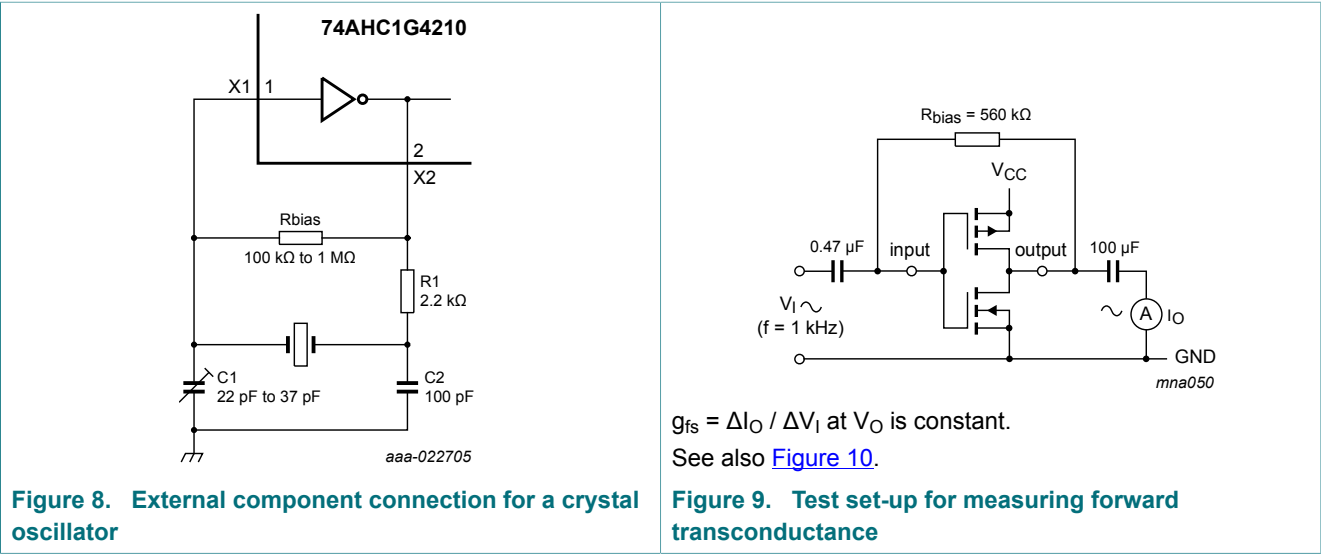 74AHC1G4210
X1 1
2
X2
Rbias
100 kΩ to 1 MΩ
R1
2.2 kΩ
C1
22 pF to 37 pF
C2
100 pF
aaa-022705
Figure 8. External component connection for a crystal
oscillator
Rbias = 560 kΩ
VCC
0.47 µF
input
output
100 µF
VI
(f = 1 kHz)
A
IO
GND
mna050
gfs = ΔIO / ΔVI at VO is constant.
See also Figure 10.
Figure 9. Test set-up for measuring forward
transconductance